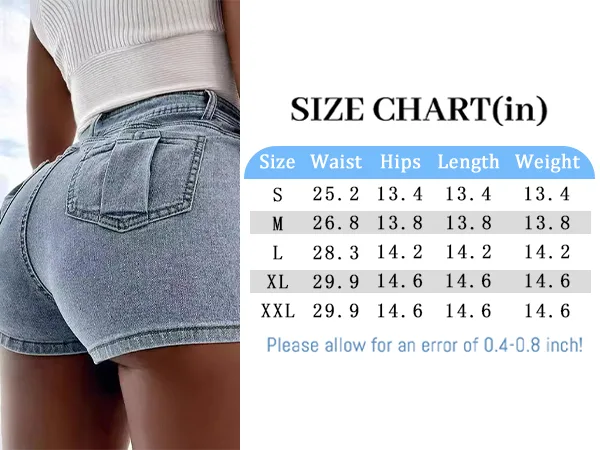 SIZE CHART(in)
Size Waist Hips Length Weight
S 25.2 13.4 13.4 13.4
M 26.8 13.8 13.8 13.8
L 28.3 14.2 14.2 14.2
XL 29.9 14.6 14.6 14.6
XXL 29.9 14.6 14.6 14.6
Please allow for an error of 0.4-0.8 inch!